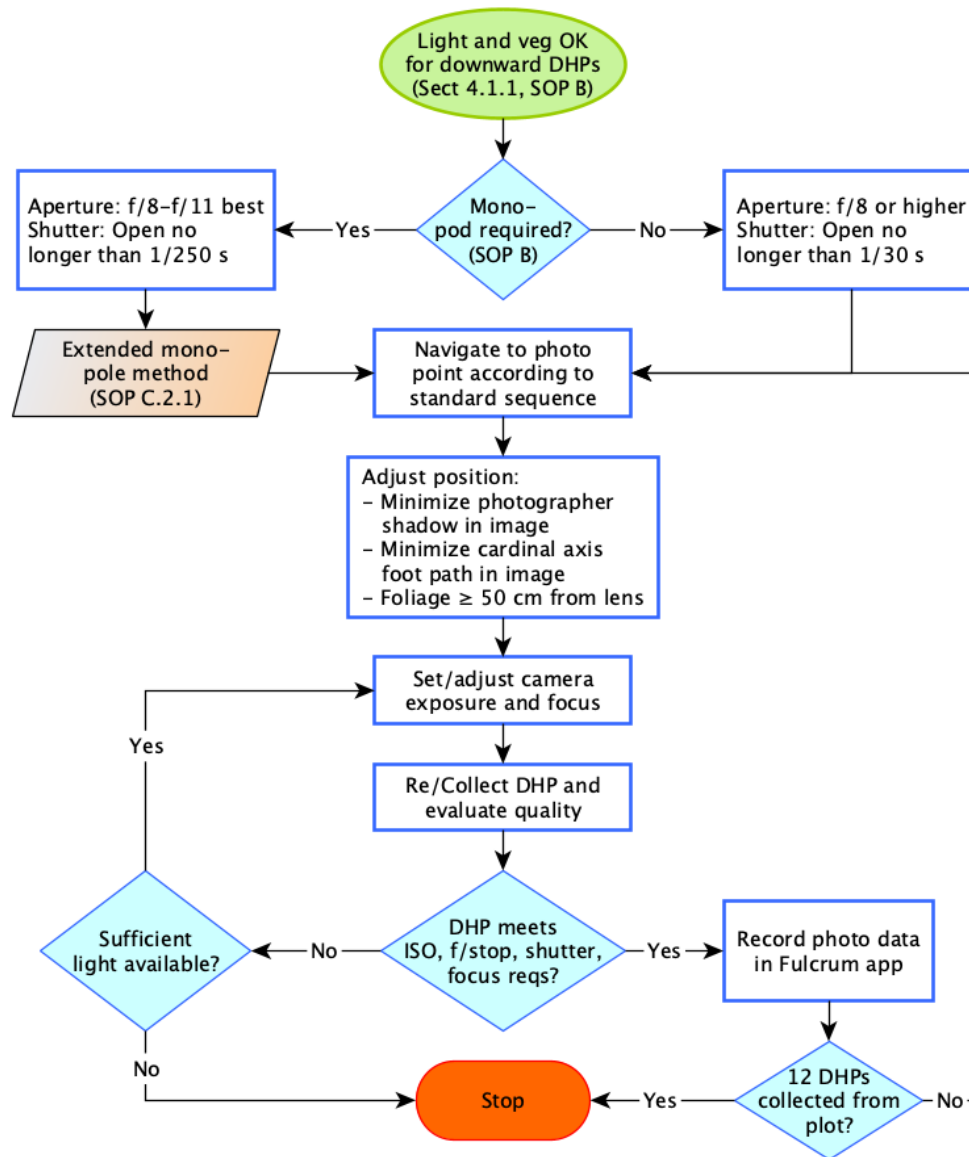 Light and veg OK
for downward DHPs
(Sect 4.1.1, SOP B)
Mono-
pod required?
(SOP B)
Yes
No
Aperture: f/8–f/11 best
Shutter: Open no
longer than 1/250 s
Aperture: f/8 or higher
Shutter: Open no
longer than 1/30 s
Extended mono-
pole method
(SOP C.2.1)
Navigate to photo
point according to
standard sequence
Adjust position:
– Minimize photographer
shadow in image
– Minimize cardinal axis
foot path in image
– Foliage ≥ 50 cm from lens
Set/adjust camera
exposure and focus
Yes
Re/Collect DHP and
evaluate quality
Sufficient
light available?
No
DHP meets
ISO, f/stop, shutter,
focus reqs?
Yes
Record photo data
in Fulcrum app
No
Stop
Yes
12 DHPs
collected from
plot?
No